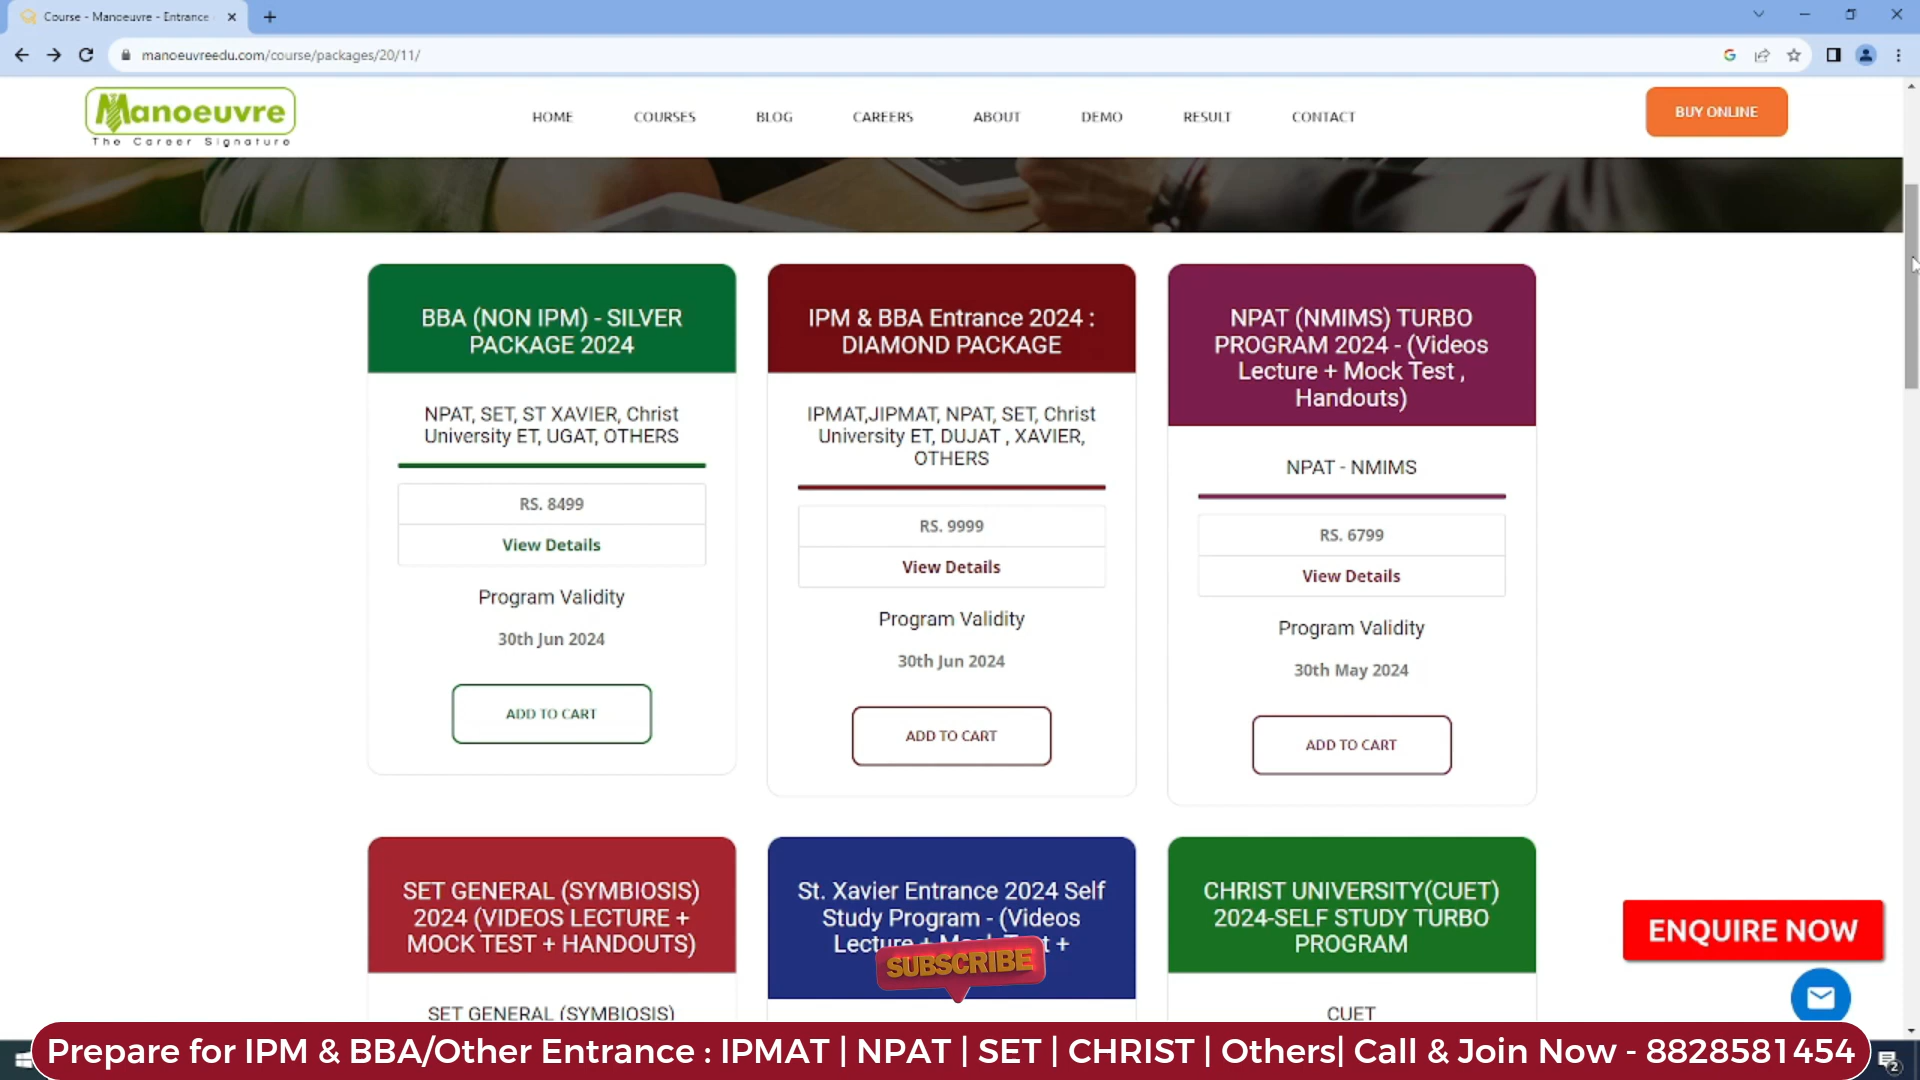 Course - Manoeuvre - Entrance
manoeuvreedu.com/course/packages/20/11/
Manoeuvre
The Career Signature
HOME
COURSES
BLOG
CAREERS
ABOUT
DEMO
RESULT
CONTACT
BUY ONLINE
BBA (NON IPM) - SILVER
PACKAGE 2024
NPAT, SET, ST XAVIER, Christ
University ET, UGAT, OTHERS
RS. 8499
View Details
Program Validity
30th Jun 2024
ADD TO CART
IPM & BBA Entrance 2024 :
DIAMOND PACKAGE
IPMAT,JIPMAT, NPAT, SET, Christ
University ET, DUJAT , XAVIER,
OTHERS
RS. 9999
View Details
Program Validity
30th Jun 2024
ADD TO CART
NPAT (NMIMS) TURBO
PROGRAM 2024 - (Videos
Lecture + Mock Test ,
Handouts)
NPAT - NMIMS
RS. 6799
View Details
Program Validity
30th May 2024
ADD TO CART
SET GENERAL (SYMBIOSIS)
2024 (VIDEOS LECTURE +
MOCK TEST + HANDOUTS)
SET GENERAL (SYMBIOSIS)
St. Xavier Entrance 2024 Self
Study Program - (Videos
Lecture + +
SUBSCRIBE
CHRIST UNIVERSITY(CUET)
2024-SELF STUDY TURBO
PROGRAM
CUET
ENQUIRE NOW
Prepare for IPM & BBA/Other Entrance : IPMAT | NPAT | SET | CHRIST | Others| Call & Join Now - 8828581454
2